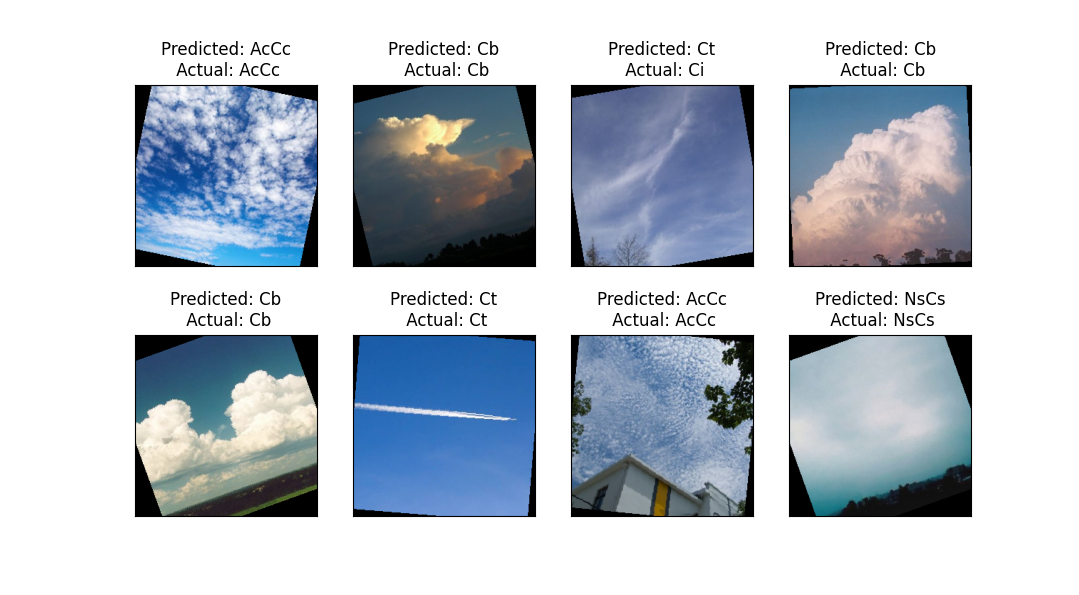 Predicted: AcCc
Actual: AcCc
Predicted: Cb
Actual: Cb
Predicted: Ct
Actual: Ci
Predicted: Cb
Actual: Cb
Predicted: Cb
Actual: Cb
Predicted: Ct
Actual: Ct
Predicted: AcCc
Actual: AcCc
Predicted: NsCs
Actual: NsCs